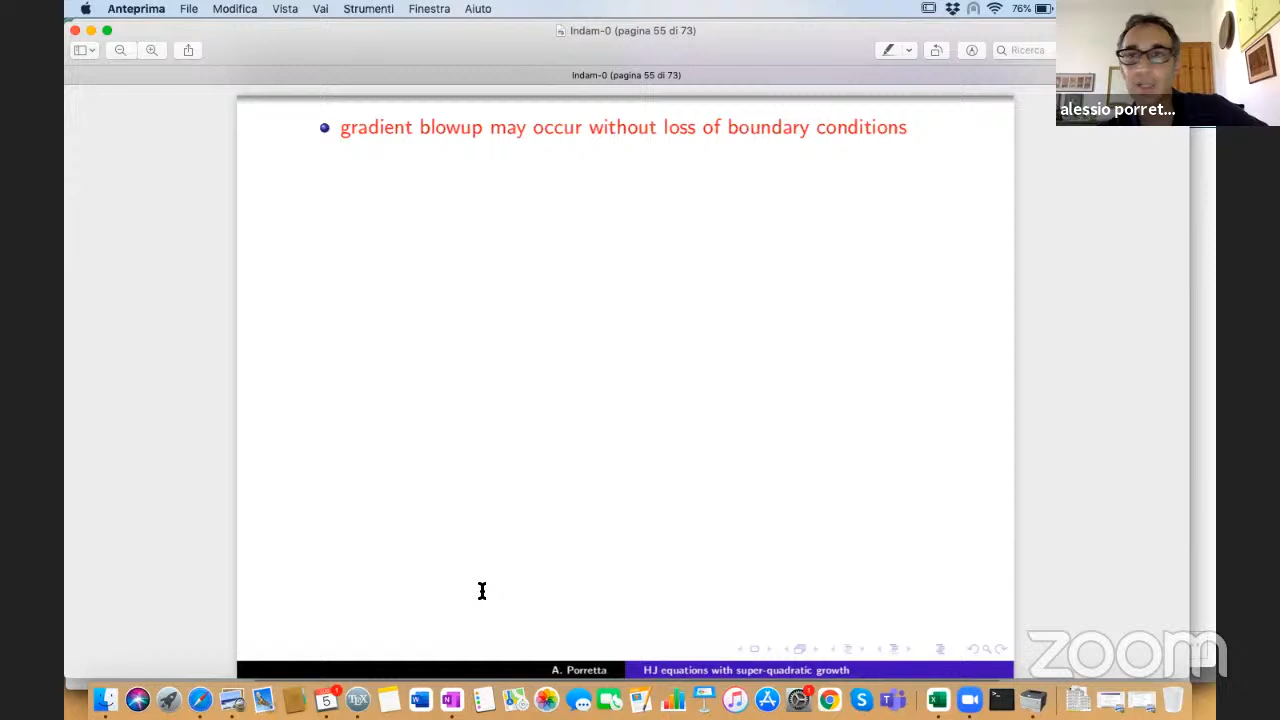 Anteprima File Modifica Vista Vai Strumenti Finestra Aiuto 76%
Indam-0 (pagina 55 di 73)
Ricerca
Indam-0 (pagina 55 di 73)
alessio porret...
gradient blowup may occur without loss of boundary conditions
A. Porretta HJ equations with super-quadratic growth
zoom